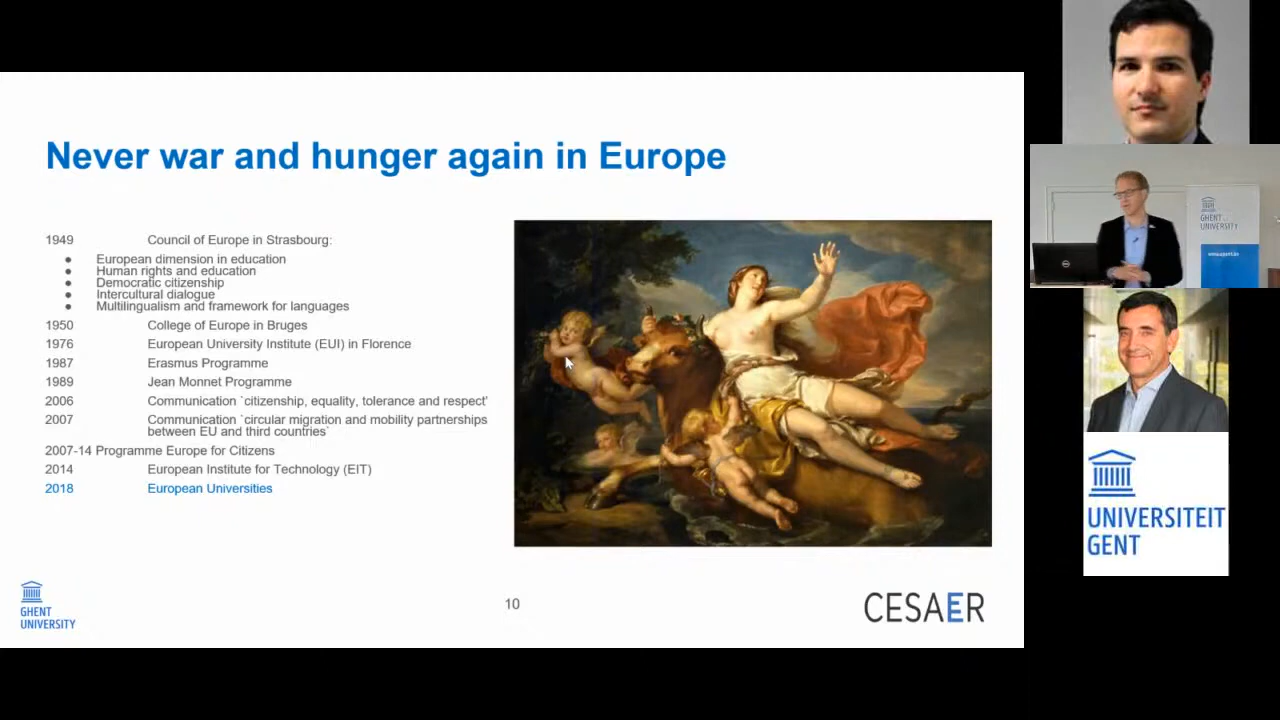 Never war and hunger again in Europe
1949 Council of Europe in Strasbourg:
● European dimension in education
● Human rights and education
● Democratic citizenship
● Intercultural dialogue
● Multilingualism and framework for languages
1950 College of Europe in Bruges
1976 European University Institute (EUI) in Florence
1987 Erasmus Programme
1989 Jean Monnet Programme
2006 Communication `citizenship, equality, tolerance and respect'
2007 Communication `circular migration and mobility partnerships
between EU and third countries`
2007-14 Programme Europe for Citizens
2014 European Institute for Technology (EIT)
2018 European Universities
GHENT
UNIVERSITY
10
CESAER
GHENT
UNIVERSITY
UNIVERSITEIT
GENT